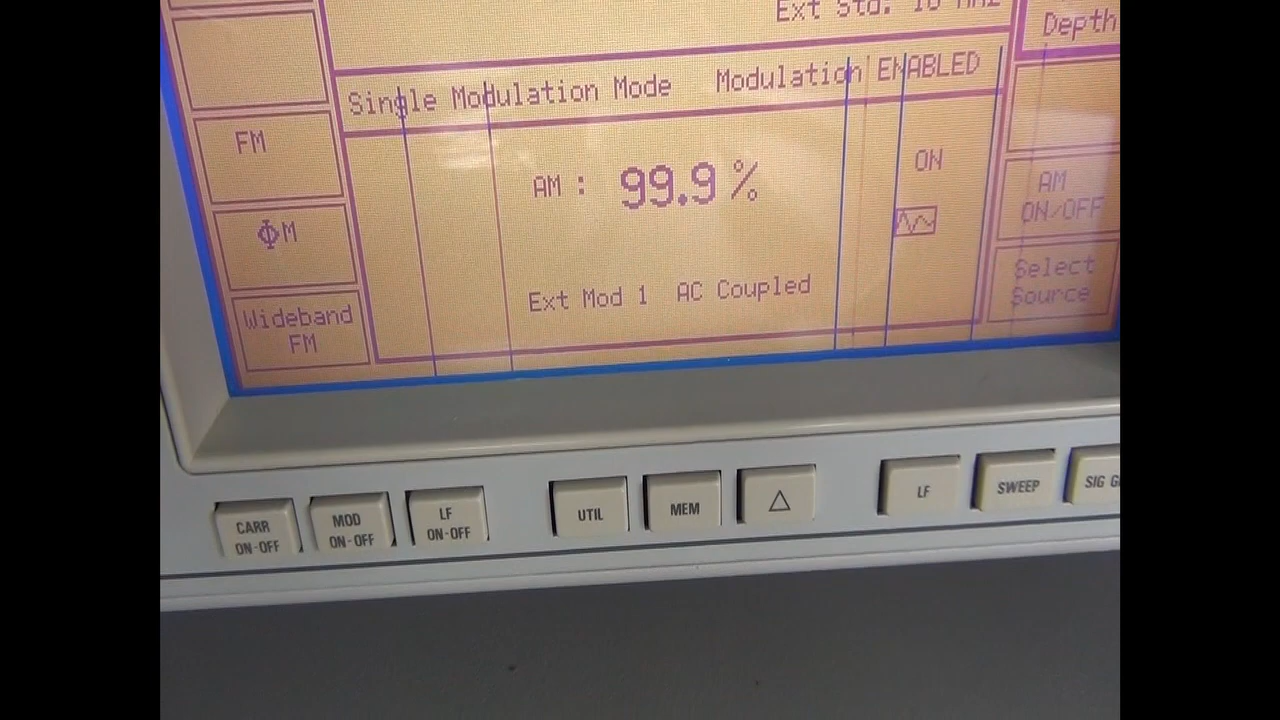 Ext Std. 10 MHz
Depth
Single Modulation Mode Modulation ENABLED
FM
AM : 99.9 %
ON
AM
ON/OFF
ΦM
Ext Mod 1 AC Coupled
Select
Source
Wideband
FM
CARR
ON-OFF
MOD
ON-OFF
LF
ON-OFF
UTIL
MEM
△
LF
SWEEP
SIG